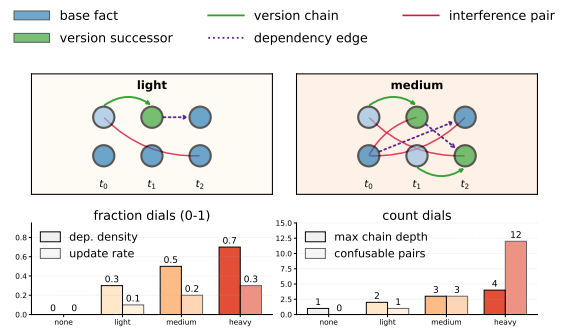 base fact
version chain
interference pair
version successor
dependency edge
light
medium
t0 t1 t2
t0 t1 t2
fraction dials (0-1)
count dials
0.8
0.6
0.4
0.2
0.0
dep. density
update rate
0 0 0.3 0.1 0.5 0.2 0.7 0.3
none light medium heavy
15.0
12.5
10.0
7.5
5.0
2.5
0.0
max chain depth
confusable pairs
1 0 2 1 3 3 4 12
none light medium heavy